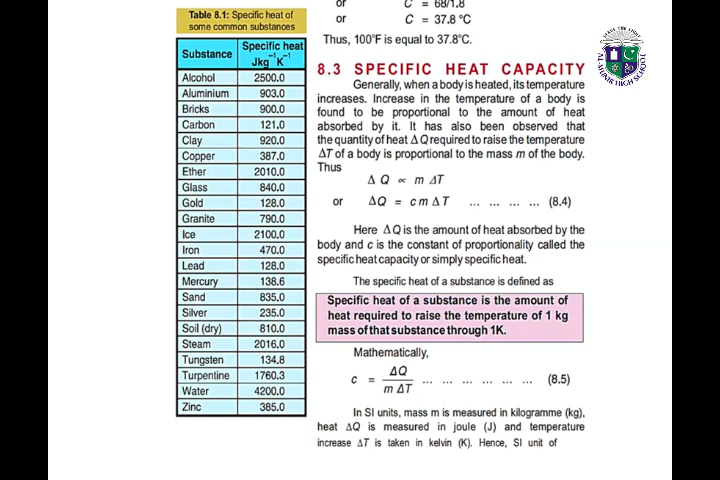 Table 8.1: Specific heat of
some common substances
Substance Specific heat
Jkg⁻¹K⁻¹
Alcohol 2500.0
Aluminium 903.0
Bricks 900.0
Carbon 121.0
Clay 920.0
Copper 387.0
Ether 2010.0
Glass 840.0
Gold 128.0
Granite 790.0
Ice 2100.0
Iron 470.0
Lead 128.0
Mercury 138.6
Sand 835.0
Silver 235.0
Soil (dry) 810.0
Steam 2016.0
Tungsten 134.8
Turpentine 1760.3
Water 4200.0
Zinc 385.0
or C = 68/1.8
or C = 37.8 °C
Thus, 100°F is equal to 37.8°C.
8.3 SPECIFIC HEAT CAPACITY
Generally, when a body is heated, its temperature
increases. Increase in the temperature of a body is
found to be proportional to the amount of heat
absorbed by it. It has also been observed that
the quantity of heat ΔQ required to raise the temperature
ΔT of a body is proportional to the mass m of the body.
Thus
Δ Q ∝ m ΔT
or ΔQ = c m Δ T ... ... ... ... (8.4)
Here ΔQ is the amount of heat absorbed by the
body and c is the constant of proportionality called the
specific heat capacity or simply specific heat.
The specific heat of a substance is defined as
Specific heat of a substance is the amount of
heat required to raise the temperature of 1 kg
mass of that substance through 1K.
Mathematically,
c = ΔQ / m ΔT ... ... ... ... ... ... (8.5)
In SI units, mass m is measured in kilogramme (kg),
heat ΔQ is measured in joule (J) and temperature
increase ΔT is taken in kelvin (K). Hence, SI unit of
HIGH SCHOOL